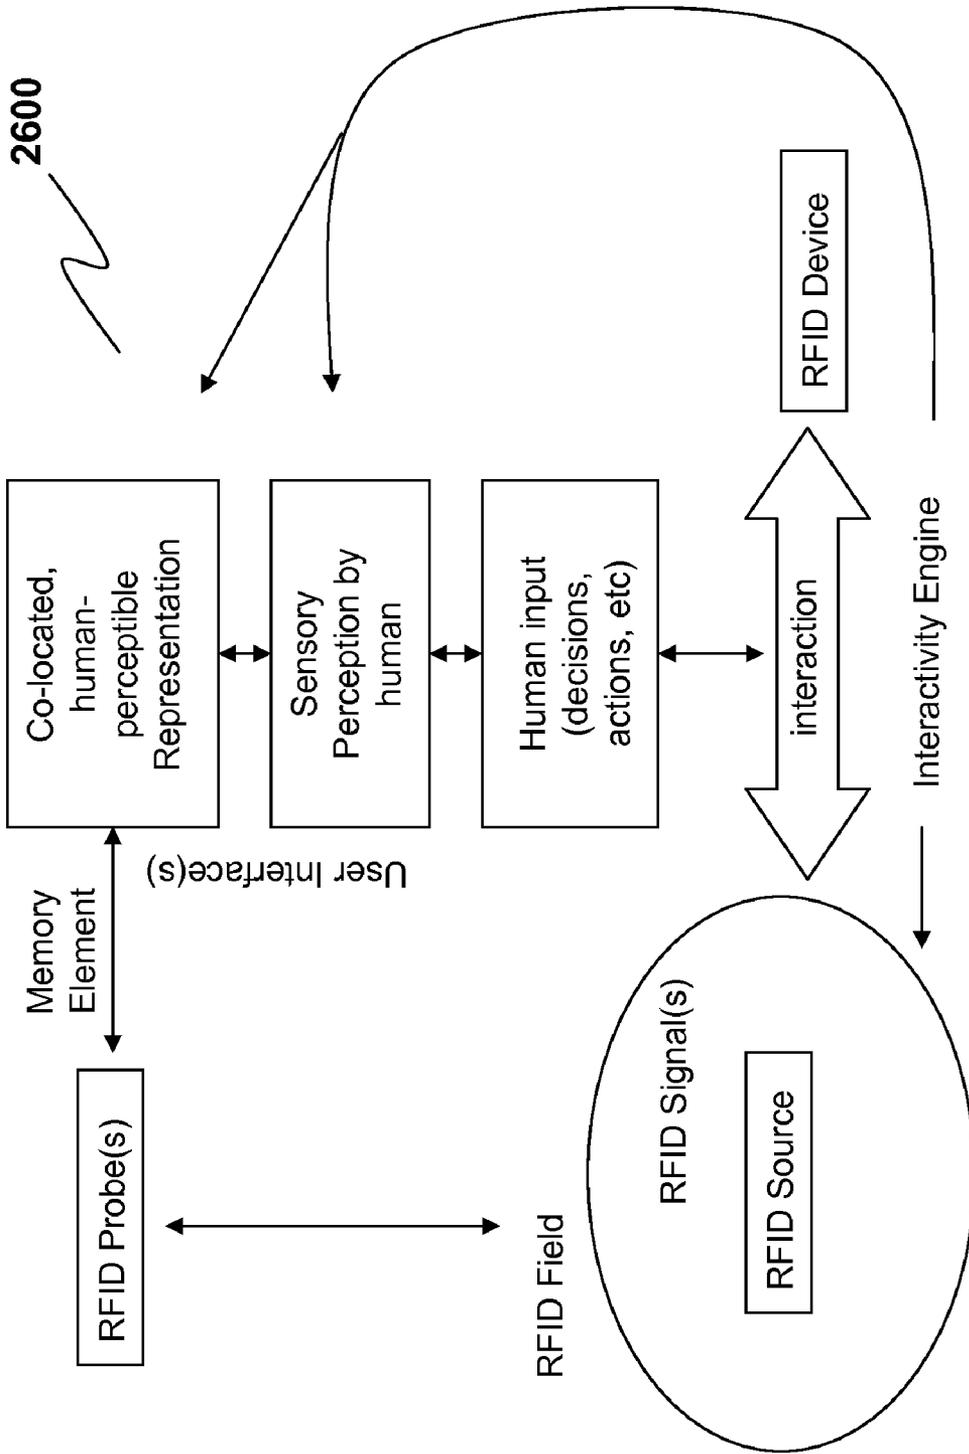 2600
RFID Probe(s)
Memory
Element
Co-located,
human-
perceptible
Representation
User Interface(s)
Sensory
Perception by
human
Human input
(decisions,
actions, etc)
RFID Field
RFID Signal(s)
RFID Source
interaction
RFID Device
Interactivity Engine